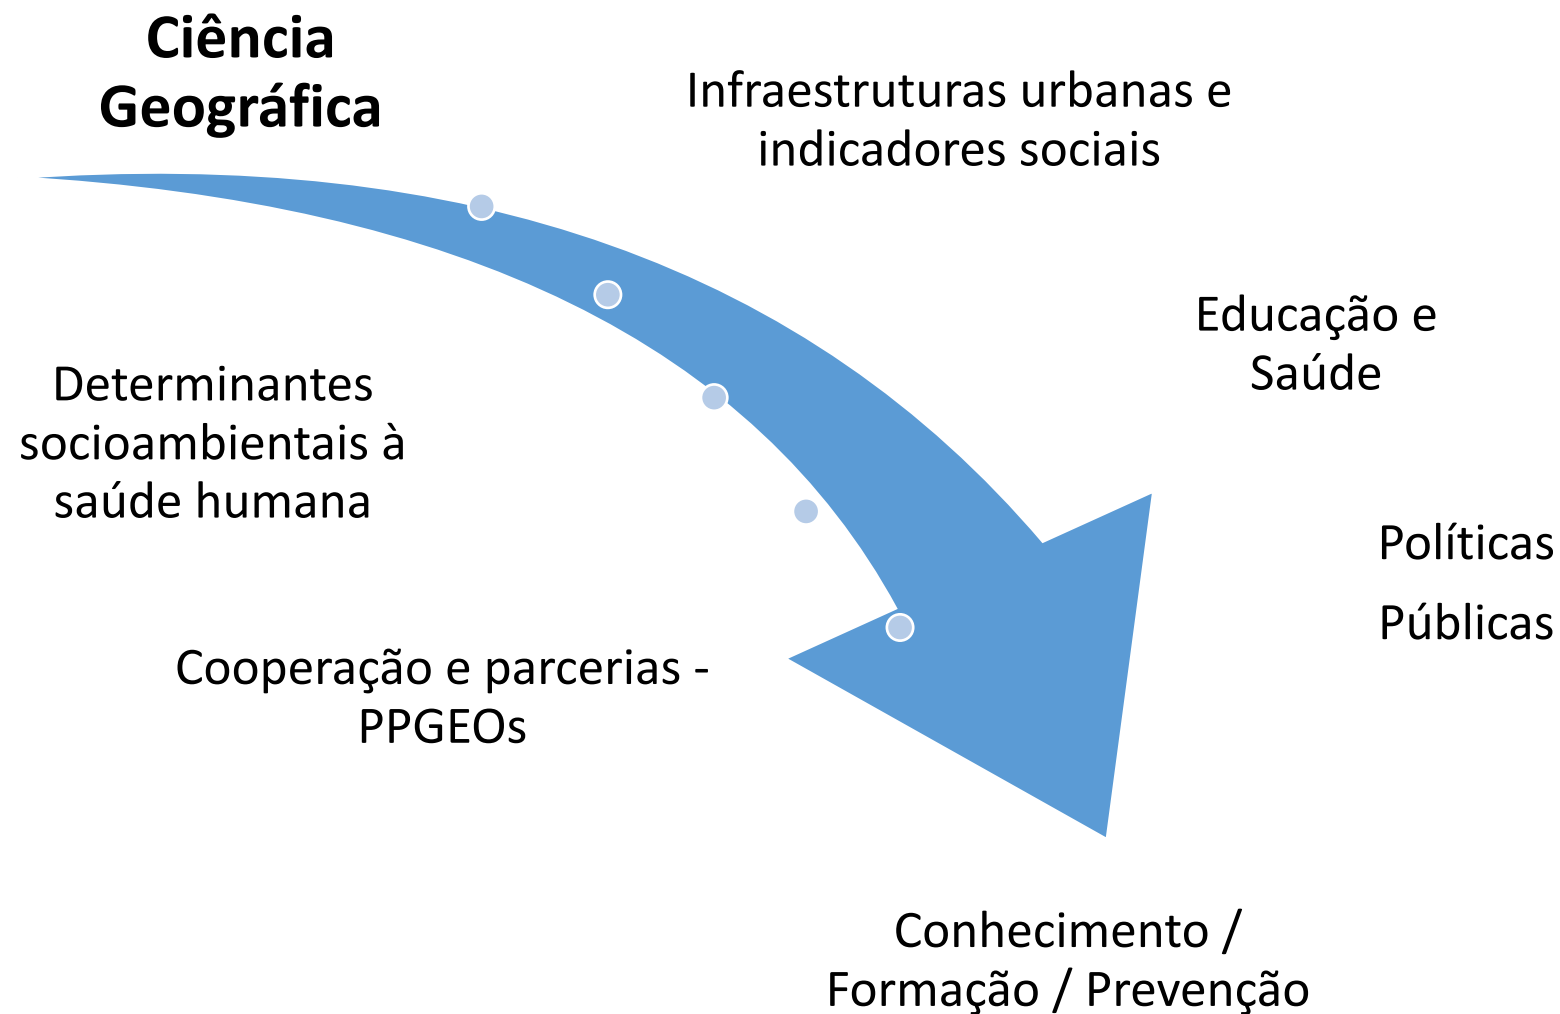 Ciência
Geográfica
Infraestruturas urbanas e
indicadores sociais
Educação e
Saúde
Determinantes
socioambientais à
saúde humana
Políticas
Públicas
Cooperação e parcerias -
PPGEOs
Conhecimento /
Formação / Prevenção